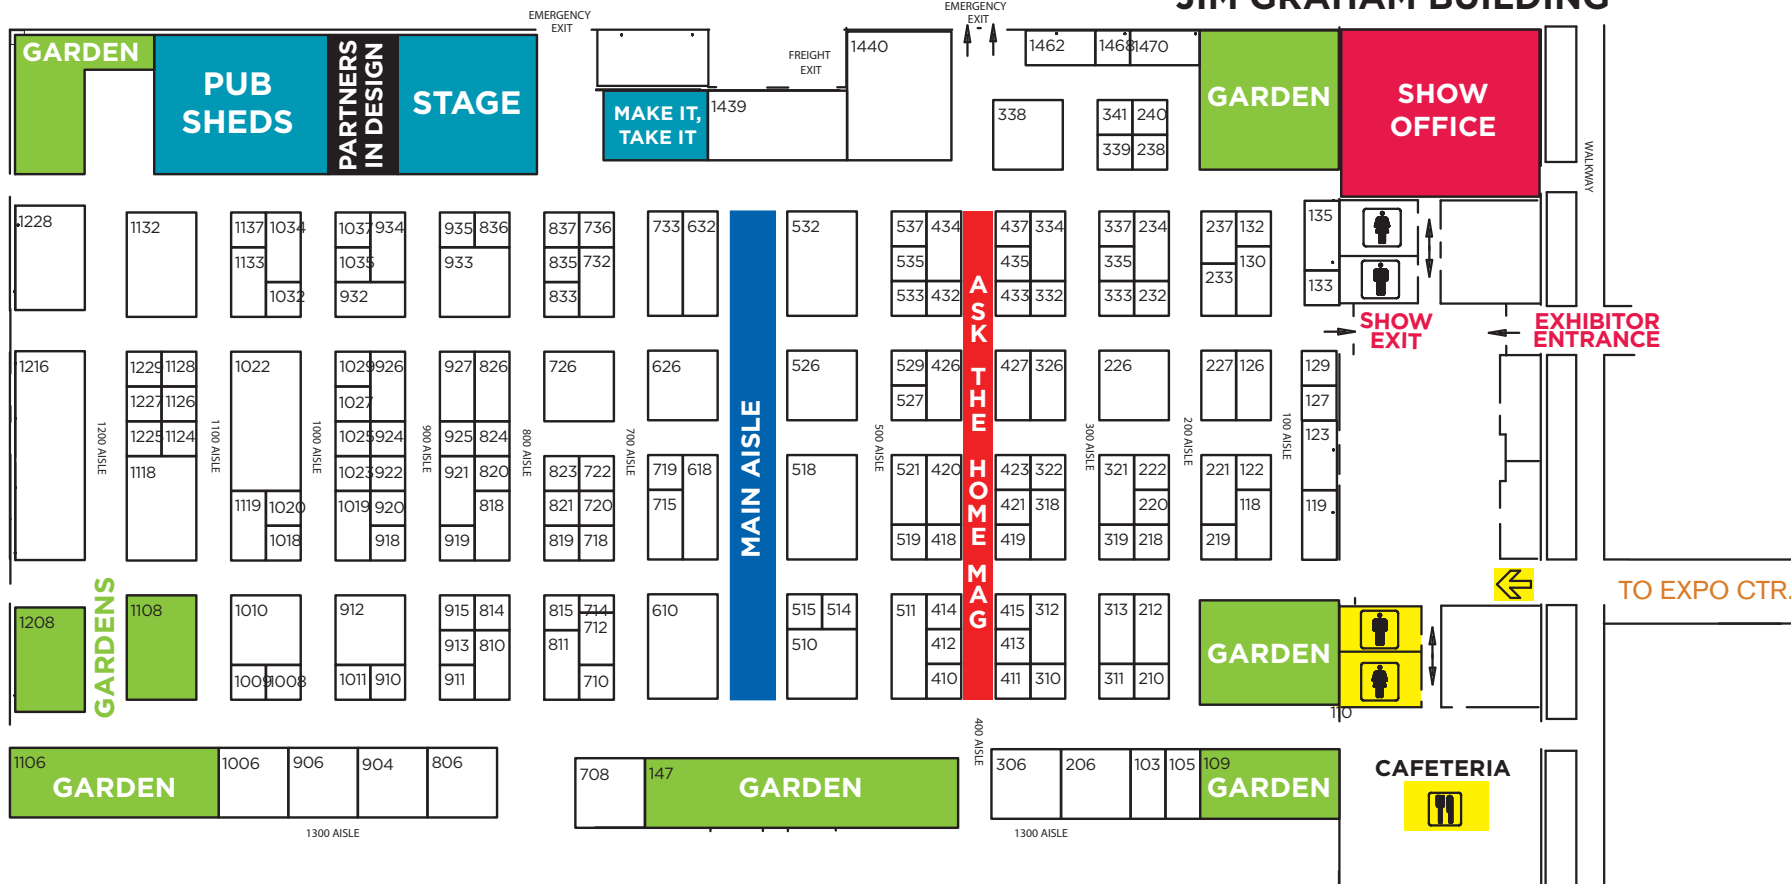 JIM GRAHAM BUILDING
EMERGENCY
EXIT
EMERGENCY
EXIT
GARDEN
PUB
SHEDS
PARTNERS
IN DESIGN
STAGE
FREIGHT
EXIT
MAKE IT,
TAKE IT
1439
1440
1462 1468 1470
338
341 240
339 238
GARDEN
SHOW
OFFICE
WALKWAY
1228
1132
1137 1034
1133
1032
1037 934
1035
932
935 836
933
837 736
835 732
833
733 632
532
537 434
535
533 432
437 334
435
433 332
337 234
335
333 232
237 132
233 130
135
133
SHOW
EXIT
EXHIBITOR
ENTRANCE
1216
1229 1128
1227 1126
1225 1124
1118
1022
1119 1020
1018
1029 926
1027
1025 924
1023 922
1019 920
918
927 826
925 824
921 820
818
919
726
823 722
821 720
819 718
626
719 618
715
MAIN AISLE
526
518
529 426
527
521 420
519 418
ASK THE HOME MAG
427 326
423 322
421 318
419
226
321 222
220
319 218
227 126
221 122
118
219
129
127
123
119
1200 AISLE
1100 AISLE
1000 AISLE
900 AISLE
800 AISLE
700 AISLE
500 AISLE
300 AISLE
200 AISLE
100 AISLE
TO EXPO CTR.
1208
GARDENS
1108
1010
1009 1008
912
1011 910
915 814
913 810
911
815 714
712
811
710
610
515 514
510
511 414
412
410
415 312
413
411 310
313 212
311 210
GARDEN
110
400 AISLE
1106
GARDEN
1006 906 904 806
708
147
GARDEN
306 206 103 105 109
GARDEN
CAFETERIA
1300 AISLE
1300 AISLE